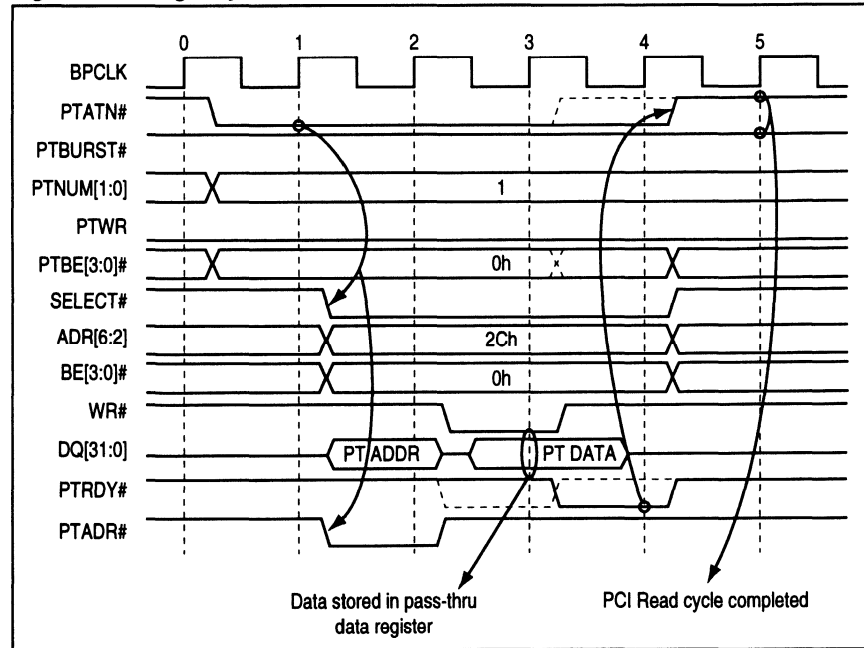 0 1 2 3 4 5
BPCLK
PTATN#
PTBURST#
PTNUM[1:0] 1
PTWR
PTBE[3:0]# 0h x
SELECT#
ADR[6:2] 2Ch
BE[3:0]# 0h
WR#
DQ[31:0] PT ADDR PT DATA
PTRDY#
PTADR#
Data stored in pass-thru
data register
PCI Read cycle completed